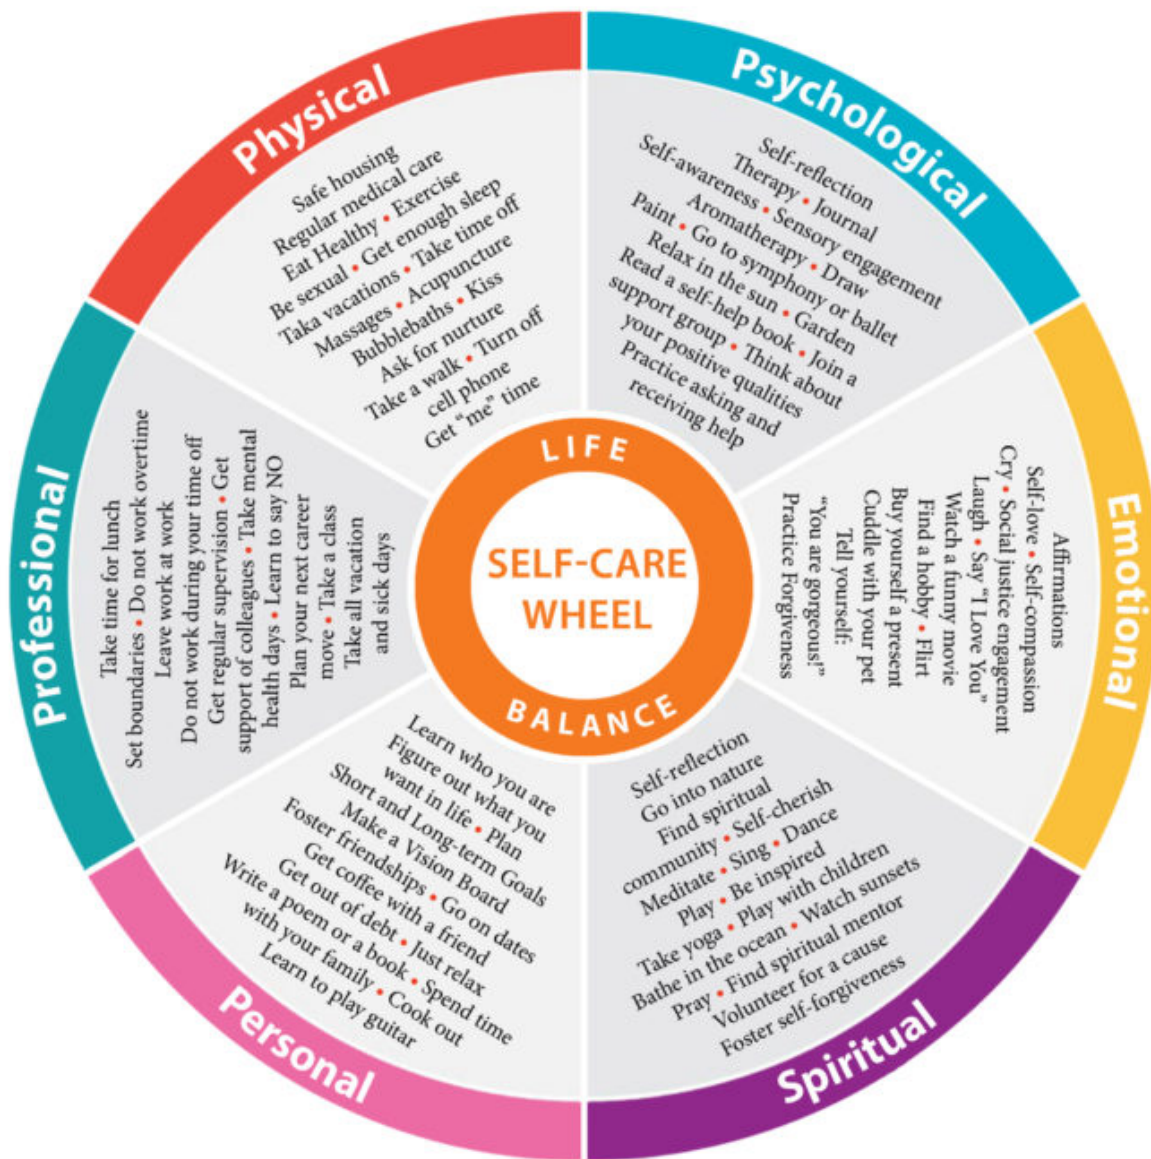 Physical
Safe housing
Regular medical care
Eat Healthy • Exercise
Be sexual • Get enough sleep
Taka vacations • Take time off
Massages • Acupuncture
Bubblebaths • Kiss
Ask for nurture
Take a walk • Turn off
cell phone
Get “me” time
Psychological
Self-reflection
Therapy • Journal
Self-awareness • Sensory engagement
Aromatherapy • Draw
Paint • Go to symphony or ballet
Relax in the sun • Garden
Read a self-help book • Join a
support group • Think about
your positive qualities
Practice asking and
receiving help
Emotional
Affirmations
Self-love • Self-compassion
Cry • Social justice engagement
Laugh • Say “I Love You”
Watch a funny movie
Find a hobby • Flirt
Buy yourself a present
Cuddle with your pet
Tell yourself:
“You are gorgeous!”
Practice Forgiveness
Spiritual
Self-reflection
Go into nature
Find spiritual
community • Self-cherish
Meditate • Sing • Dance
Play • Be inspired
Take yoga • Play with children
Bathe in the ocean • Watch sunsets
Pray • Find spiritual mentor
Volunteer for a cause
Foster self-forgiveness
Personal
Learn who you are
Figure out what you
want in life • Plan
Short and Long-term Goals
Make a Vision Board
Foster friendships • Go on dates
Get coffee with a friend
Get out of debt • Just relax
Write a poem or a book • Spend time
with your family • Cook out
Learn to play guitar
Professional
Take time for lunch
Set boundaries • Do not work overtime
Leave work at work
Do not work during your time off
Get regular supervision • Get
support of colleagues • Take mental
health days • Learn to say NO
Plan your next career
move • Take a class
Take all vacation
and sick days
LIFE
SELF-CARE
WHEEL
BALANCE